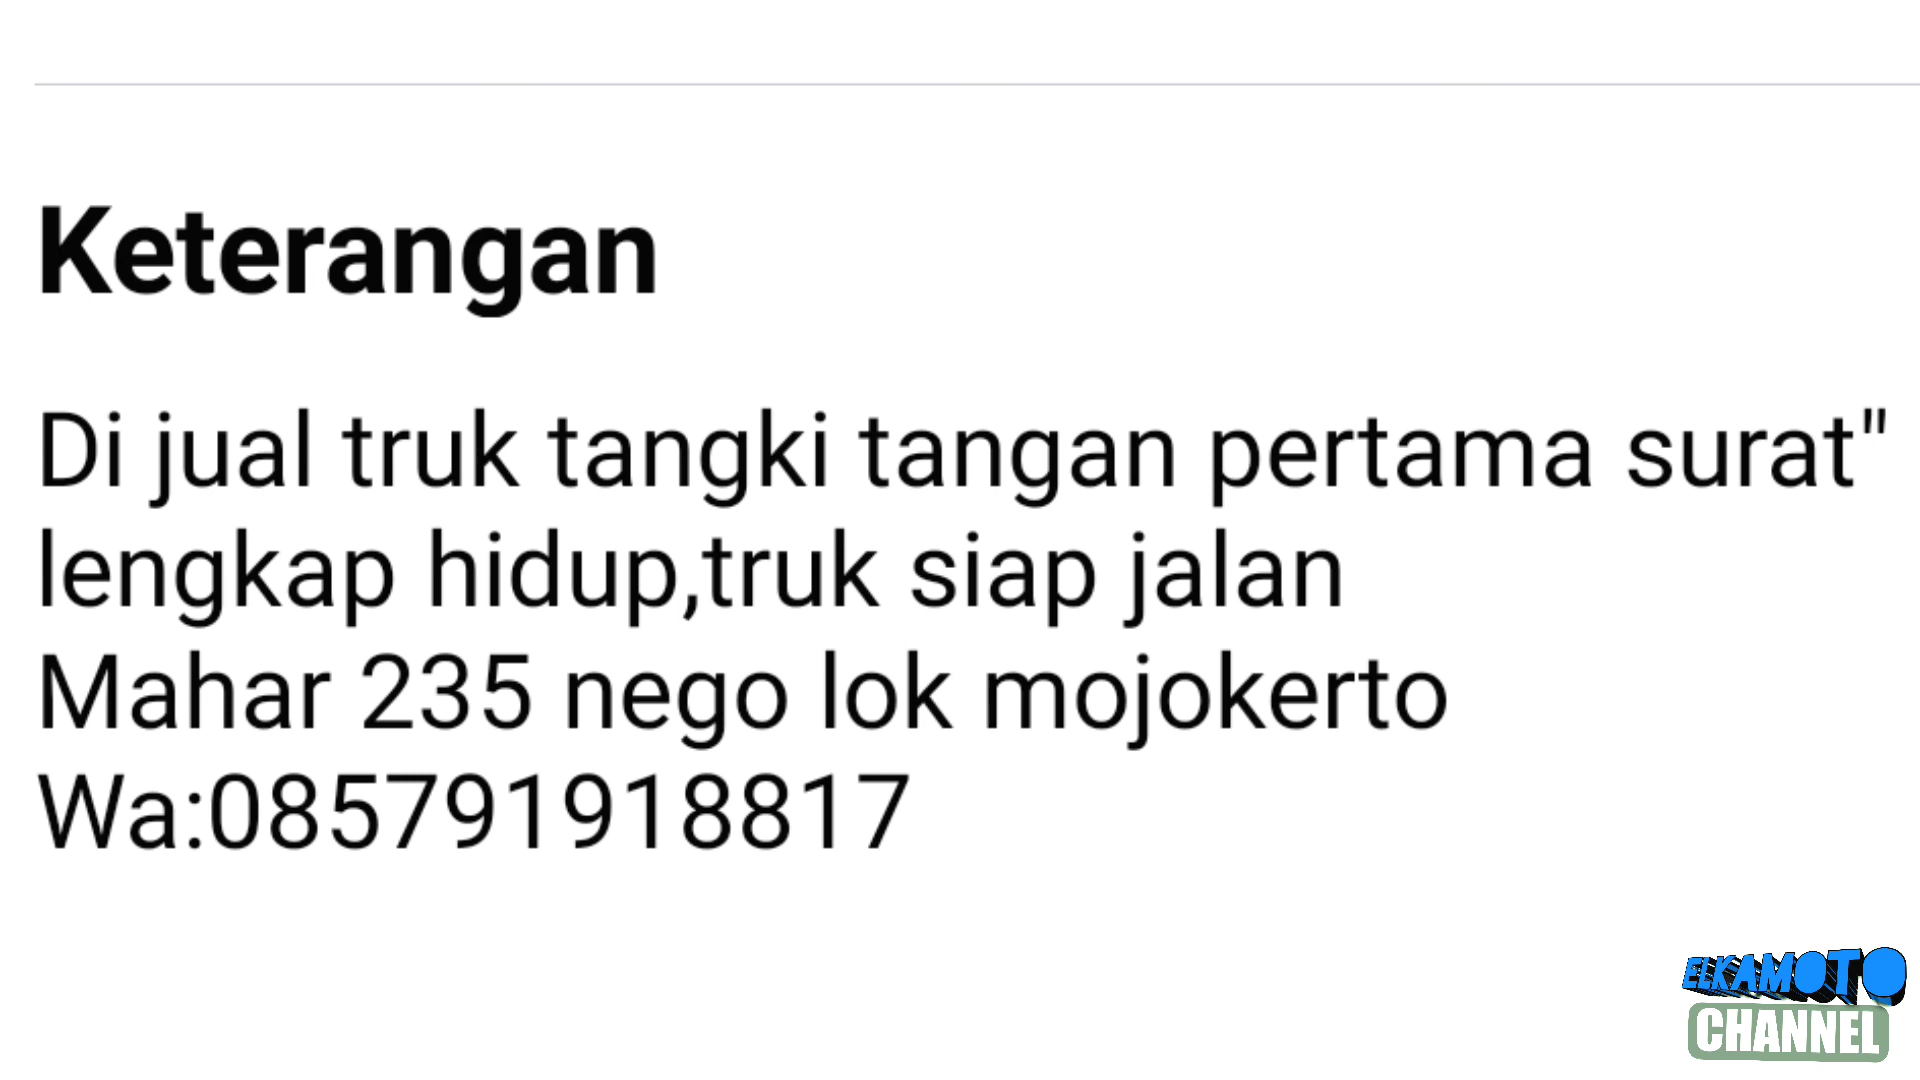 Keterangan
Di jual truk tangki tangan pertama surat"
lengkap hidup,truk siap jalan
Mahar 235 nego lok mojokerto
Wa:085791918817
ELKAMOTO
CHANNEL